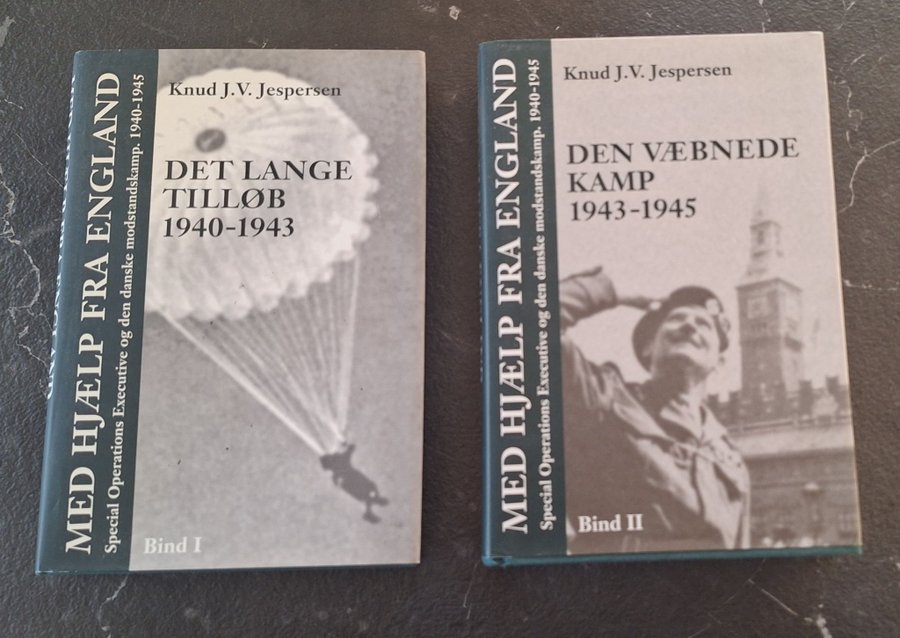 MED HJÆLP FRA ENGLAND
Special Operations Executive og den danske modstandskamp. 1940-1945
Knud J.V. Jespersen
DET LANGE
TILLØB
1940-1943
Bind I
MED HJÆLP FRA ENGLAND
Special Operations Executive og den danske modstandskamp. 1940-1945
Knud J.V. Jespersen
DEN VÆBNEDE
KAMP
1943-1945
Bind II